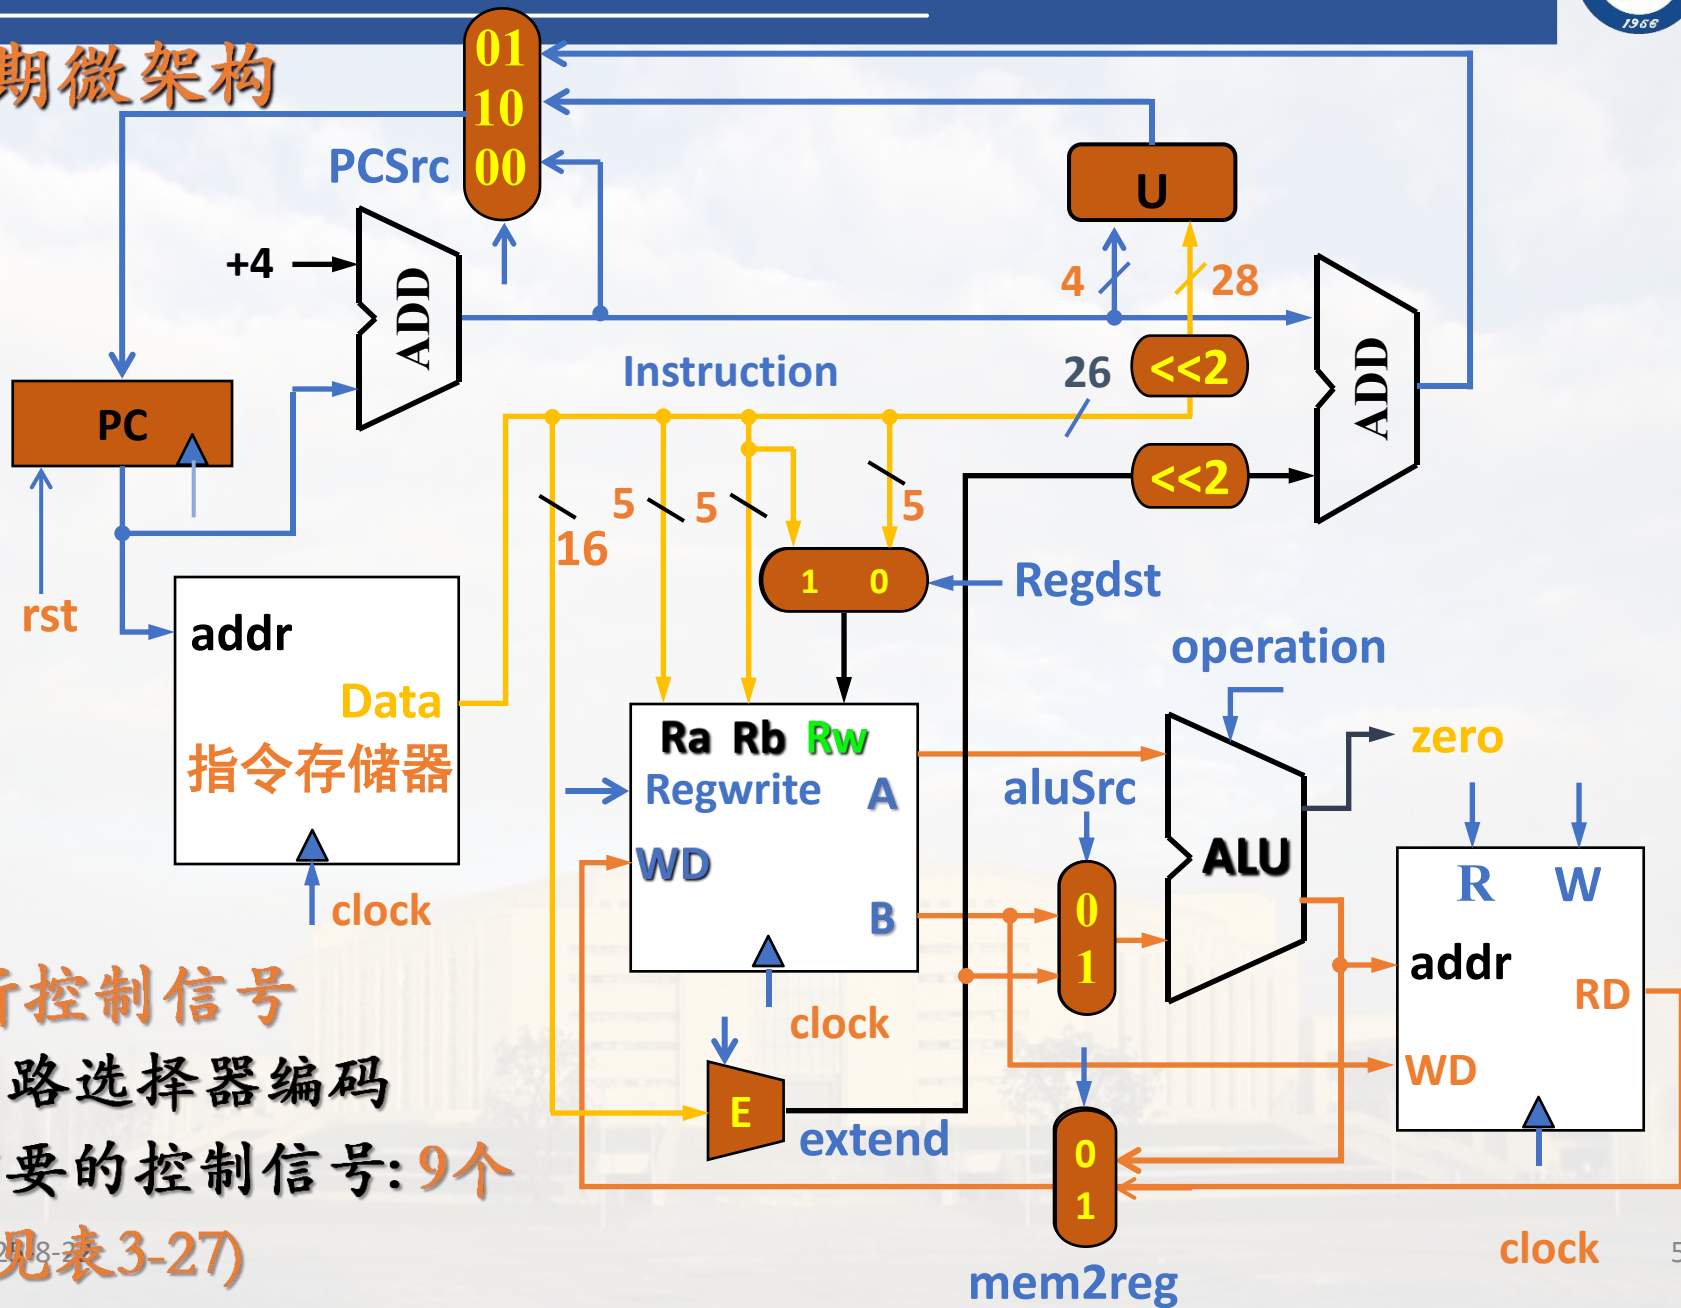 1966
期微架构
01
10
00
PCSrc
U
+4
ADD
4
28
ADD
Instruction
26
<<2
PC
<<2
5
5
5
16
1 0
Regdst
rst
addr
operation
Data
指令存储器
Ra Rb Rw
zero
Regwrite
A
aluSrc
WD
ALU
R
W
0
B
1
clock
addr
RD
控制信号
clock
路选择器编码
WD
E
extend
0
要的控制信号: 9个
1
见表3-27)
clock
5
mem2reg